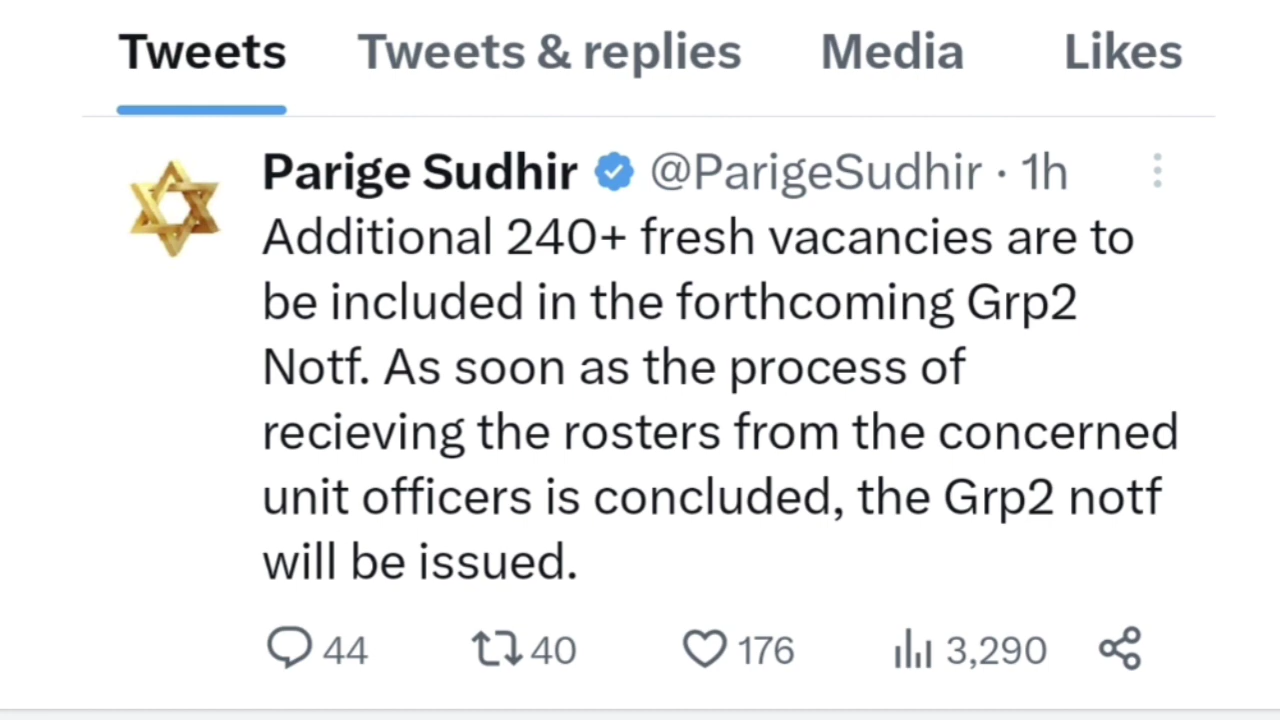 Tweets Tweets & replies Media Likes
Parige Sudhir @ParigeSudhir · 1h
Additional 240+ fresh vacancies are to
be included in the forthcoming Grp2
Notf. As soon as the process of
recieving the rosters from the concerned
unit officers is concluded, the Grp2 notf
will be issued.
44 40 176 3,290